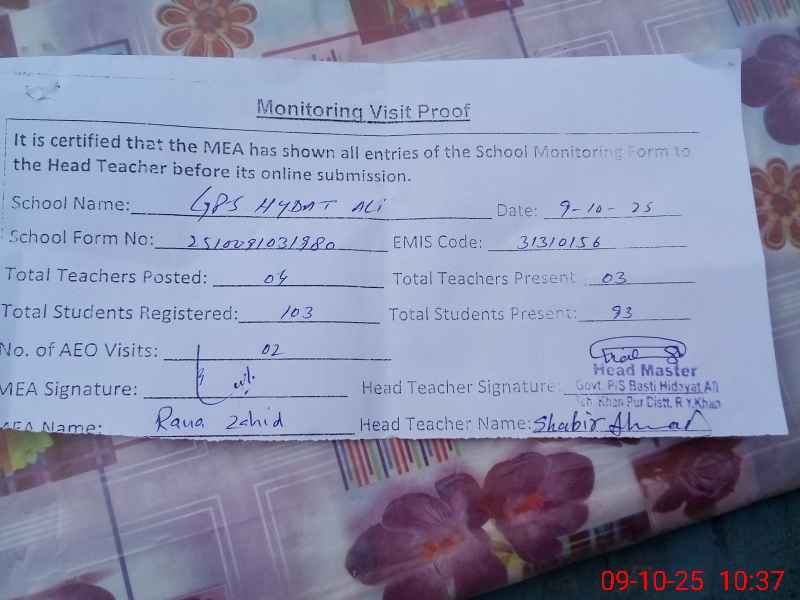 Monitoring Visit Proof
It is certified that the MEA has shown all entries of the School Monitoring Form to
the Head Teacher before its online submission.
School Name: GPS HYDAT ALi Date: 9-10-25
School Form No: 2510091031980 EMIS Code: 31310156
Total Teachers Posted: 04 Total Teachers Present 03
Total Students Registered: 103 Total Students Present: 93
No. of AEO Visits: 02
Head Master
MEA Signature: Head Teacher Signature: Govt. P/S Basti Hidayat Ali
Teh. Khan Pur Distt. R.Y.Khan
MEA Name: Rana Zahid Head Teacher Name: Shabir Ahmad
09-10-25 10:37